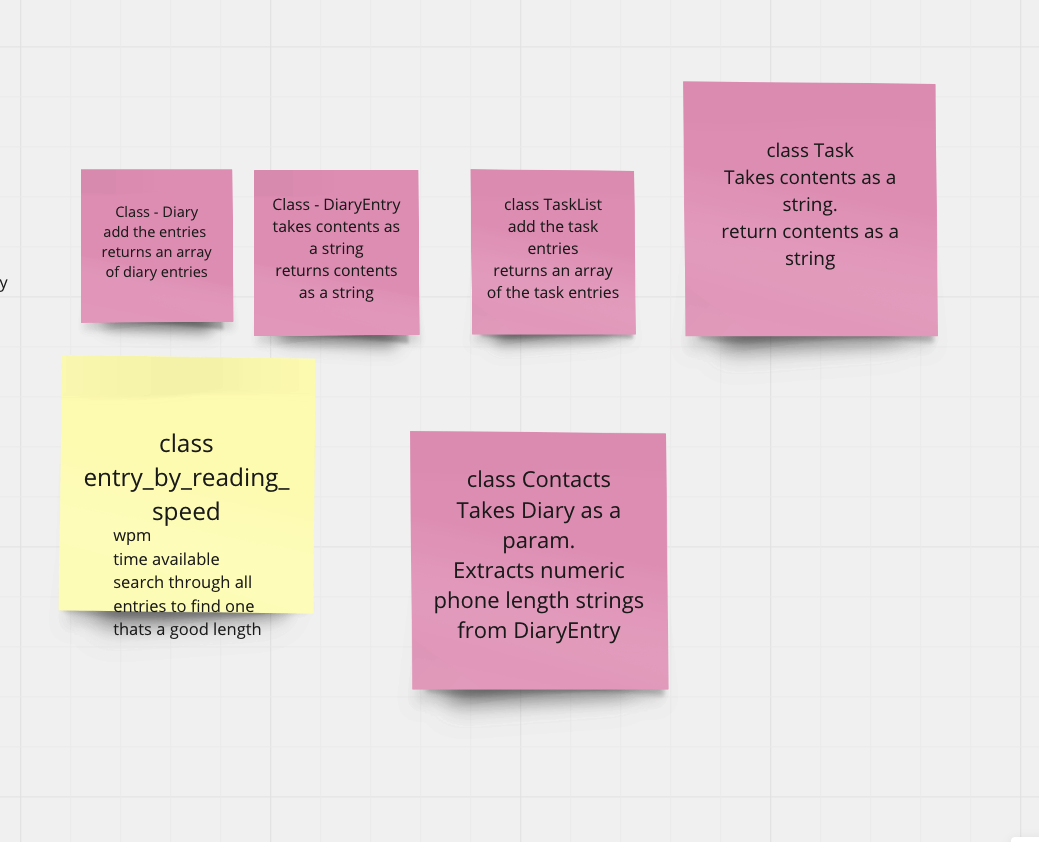 Class - Diary
add the entries
returns an array
of diary entries
Class - DiaryEntry
takes contents as
a string
returns contents
as a string
class TaskList
add the task
entries
returns an array
of the task entries
class Task
Takes contents as a
string.
return contents as a
string
y
class
entry_by_reading_
speed
wpm
time available
search through all
entries to find one
thats a good length
class Contacts
Takes Diary as a
param.
Extracts numeric
phone length strings
from DiaryEntry